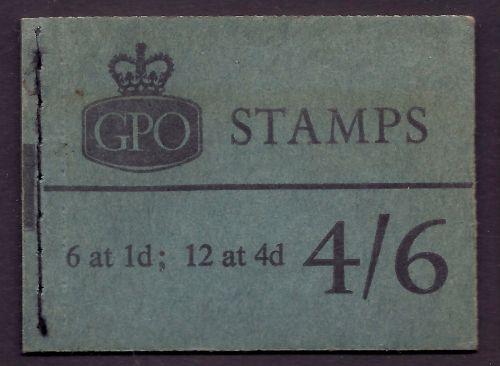 GPO STAMPS
6 at 1d; 12 at 4d 4/6